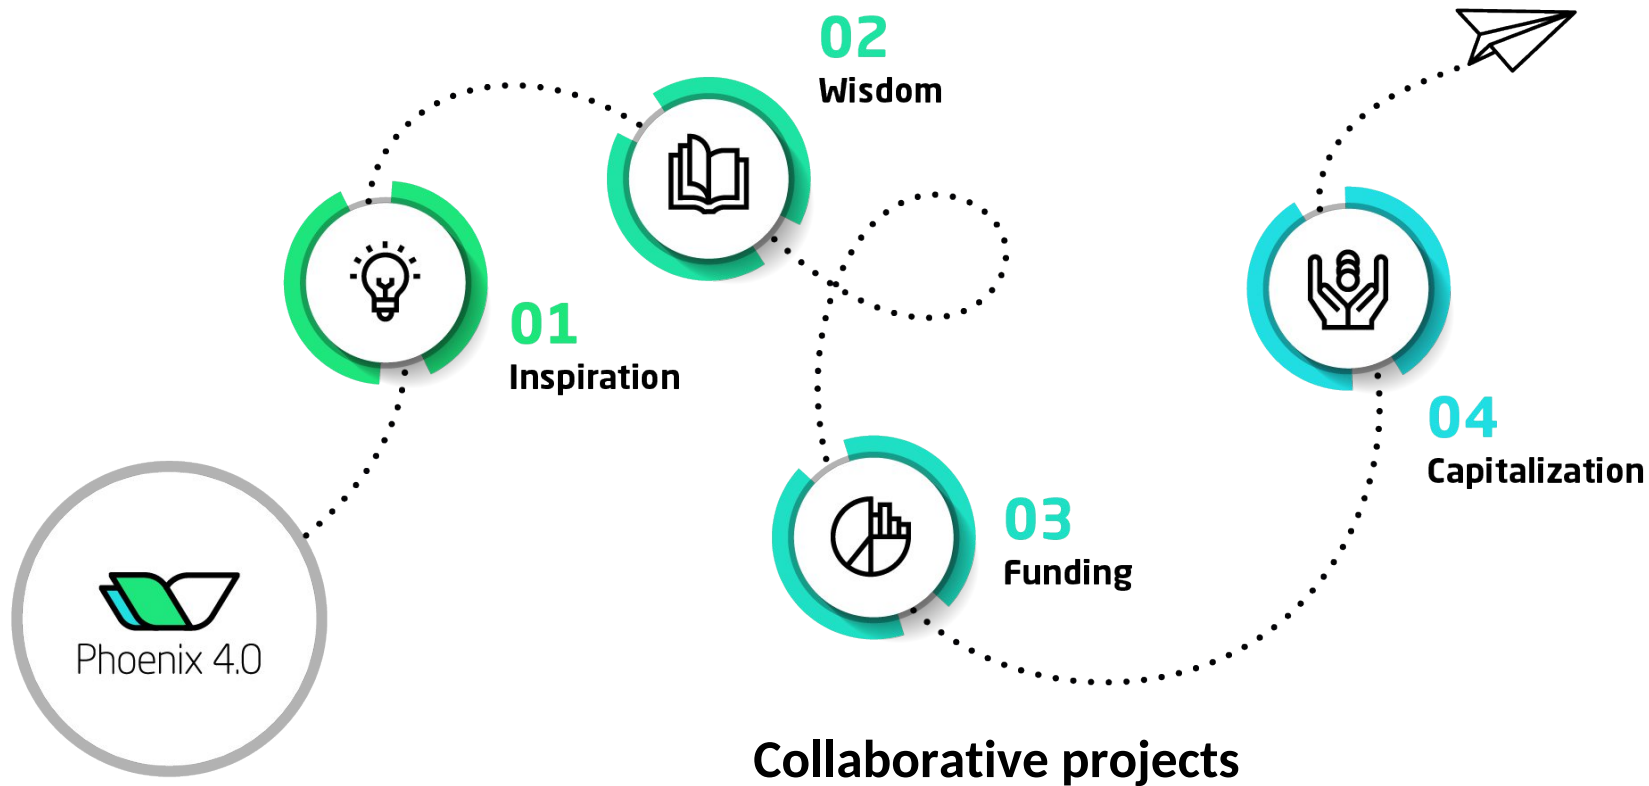 02
Wisdom
01
Inspiration
04
Capitalization
03
Funding
Phoenix 4.0
Collaborative projects